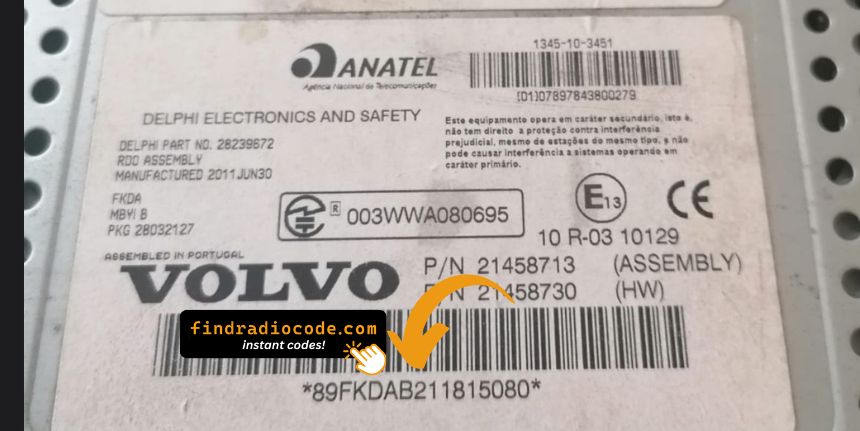 ANATEL
Agência Nacional de Telecomunicações
1345-10-3451
(01)07897843800279
DELPHI ELECTRONICS AND SAFETY
Este equipamento opera em caráter secundário, isto é,
não tem direito a proteção contra interferência
prejudicial, mesmo de estações do mesmo tipo, e não
pode causar interferência a sistemas operando em
caráter primário.
DELPHI PART NO. 28239672
RDO ASSEMBLY
MANUFACTURED 2011JUN30
FKDA
MBYI B
PKG 28032127
R 003WWA080695
E13
CE
10 R-03 10129
ASSEMBLED IN PORTUGAL
VOLVO
P/N 21458713 (ASSEMBLY)
P/N 21458730 (HW)
findradiocode.com
instant codes!
*89FKDAB211815080*